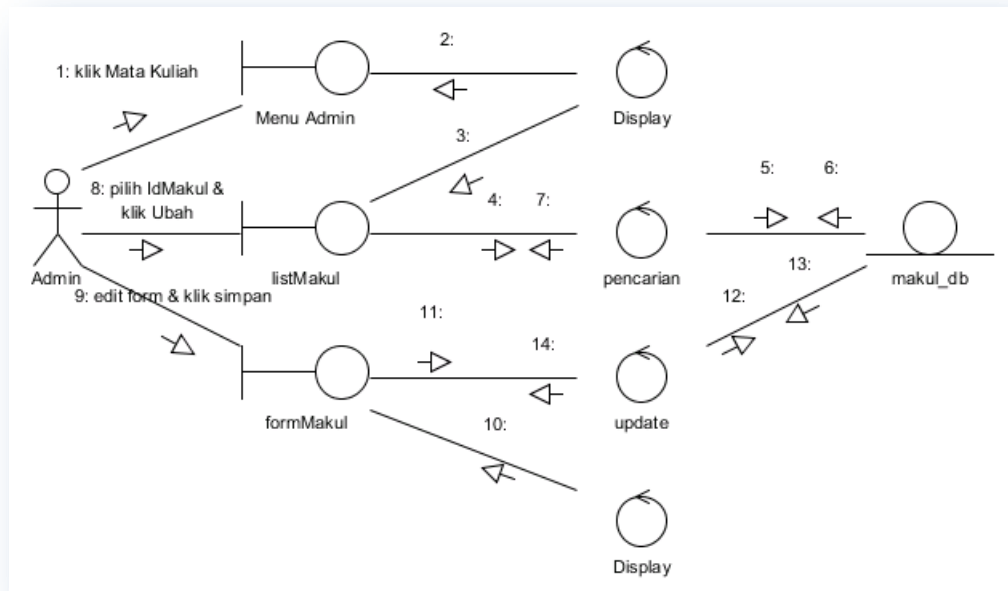 2:
1: klik Mata Kuliah
Menu Admin
Display
3:
8: pilih IdMakul &
klik Ubah
4:
7:
5:
6:
Admin
listMakul
pencarian
makul_db
9: edit form & klik simpan
13:
12:
11:
14:
formMakul
update
10:
Display